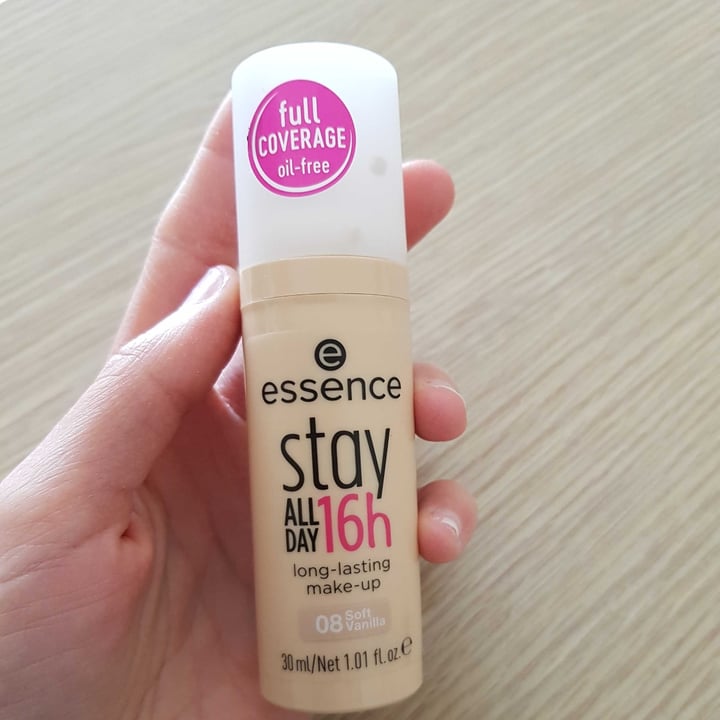 full
COVERAGE
oil-free
e
essence
stay
ALL DAY 16h
long-lasting
make-up
08 Soft Vanilla
30 ml/Net 1.01 fl.oz.℮